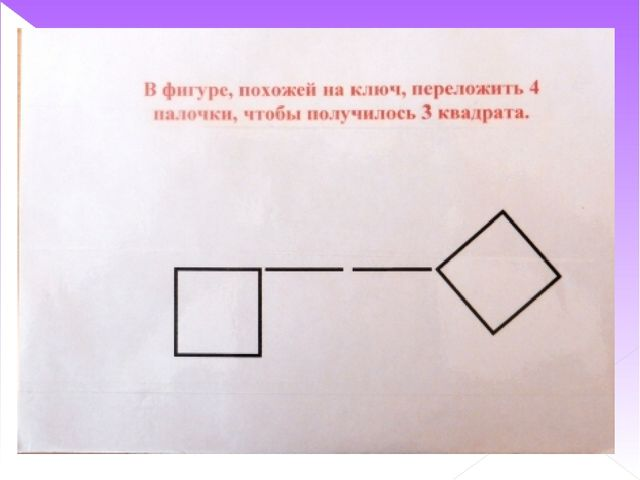 В фигуре, похожей на ключ, переложить 4
палочки, чтобы получилось 3 квадрата.